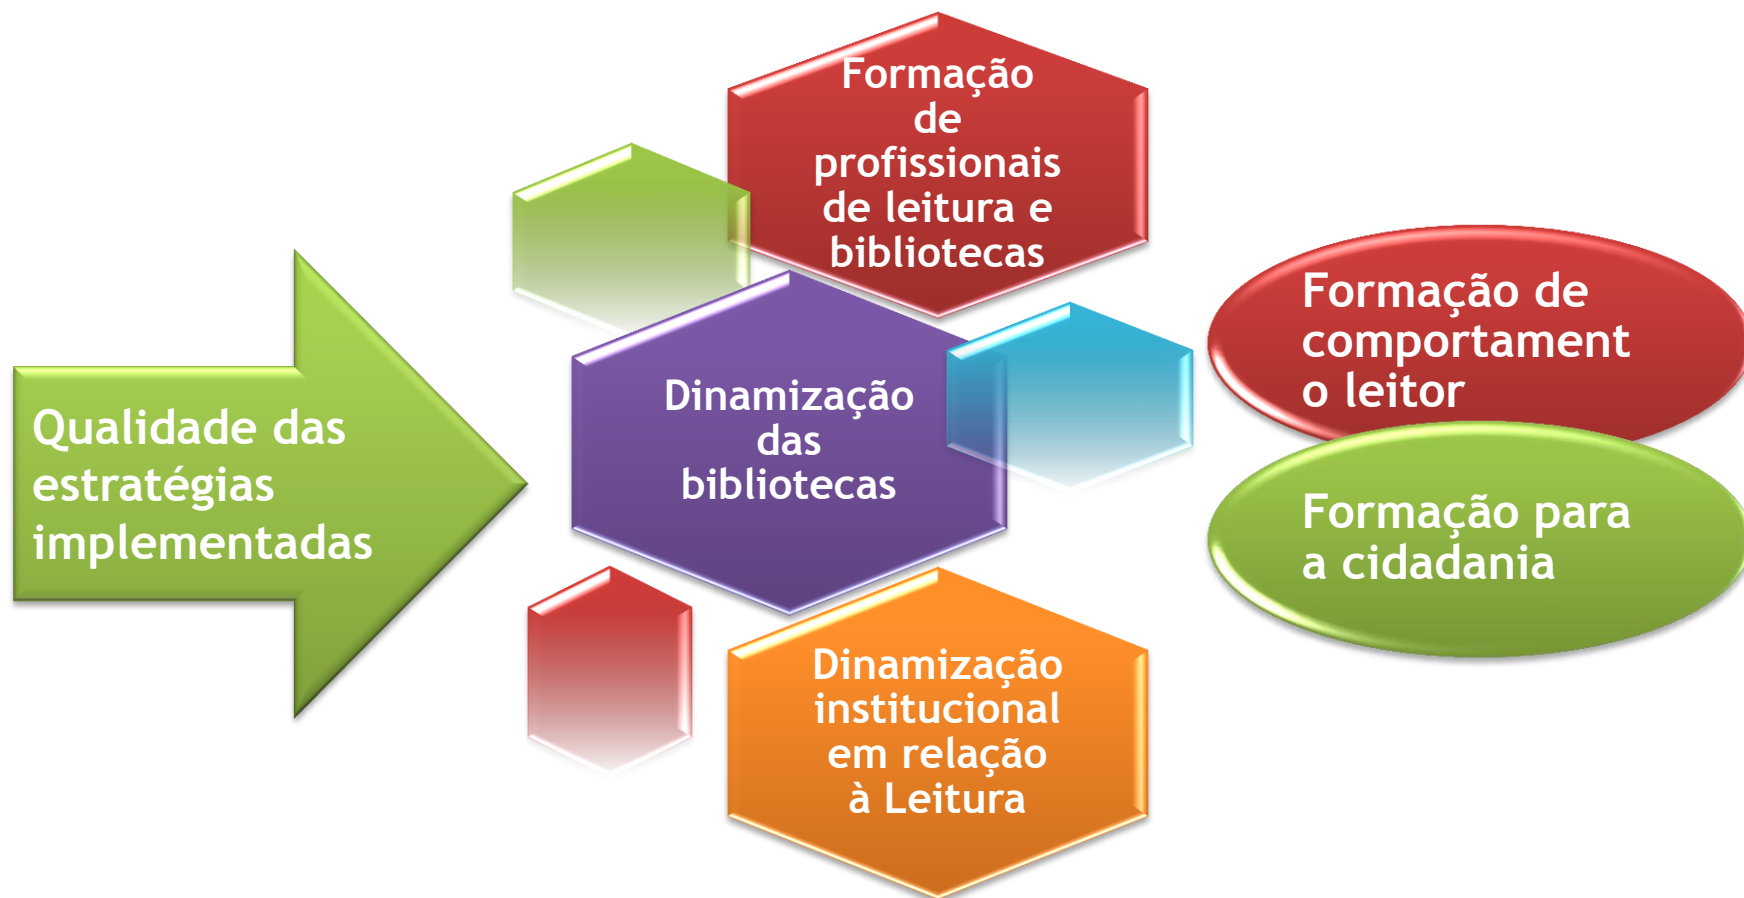 Qualidade das
estratégias
implementadas
Formação
de
profissionais
de leitura e
bibliotecas
Dinamização
das
bibliotecas
Dinamização
institucional
em relação
à Leitura
Formação de
comportament
o leitor
Formação para
a cidadania